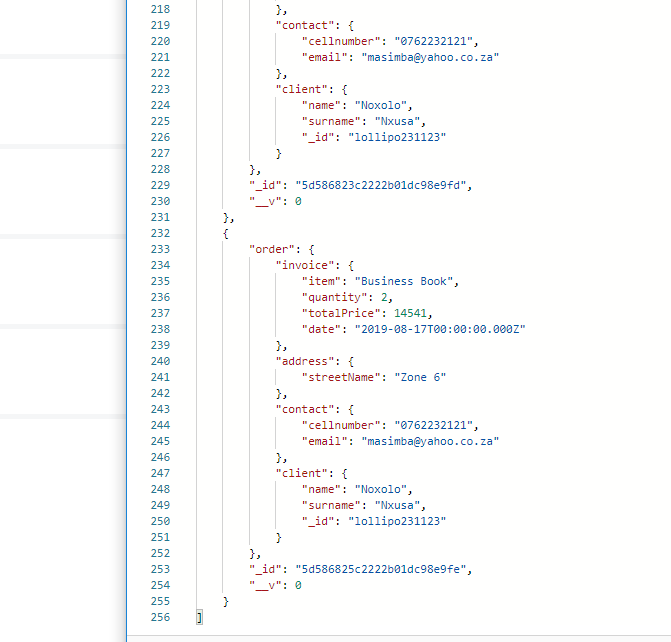 218 },
219 "contact": {
220 "cellnumber": "0762232121",
221 "email": "masimba@yahoo.co.za"
222 },
223 "client": {
224 "name": "Noxolo",
225 "surname": "Nxusa",
226 "_id": "lollipo231123"
227 }
228 },
229 "_id": "5d586823c2222b01dc98e9fd",
230 "__v": 0
231 },
232 {
233 "order": {
234 "invoice": {
235 "item": "Business Book",
236 "quantity": 2,
237 "totalPrice": 14541,
238 "date": "2019-08-17T00:00:00.000Z"
239 },
240 "address": {
241 "streetName": "Zone 6"
242 },
243 "contact": {
244 "cellnumber": "0762232121",
245 "email": "masimba@yahoo.co.za"
246 },
247 "client": {
248 "name": "Noxolo",
249 "surname": "Nxusa",
250 "_id": "lollipo231123"
251 }
252 },
253 "_id": "5d586825c2222b01dc98e9fe",
254 "__v": 0
255 }
256 ]